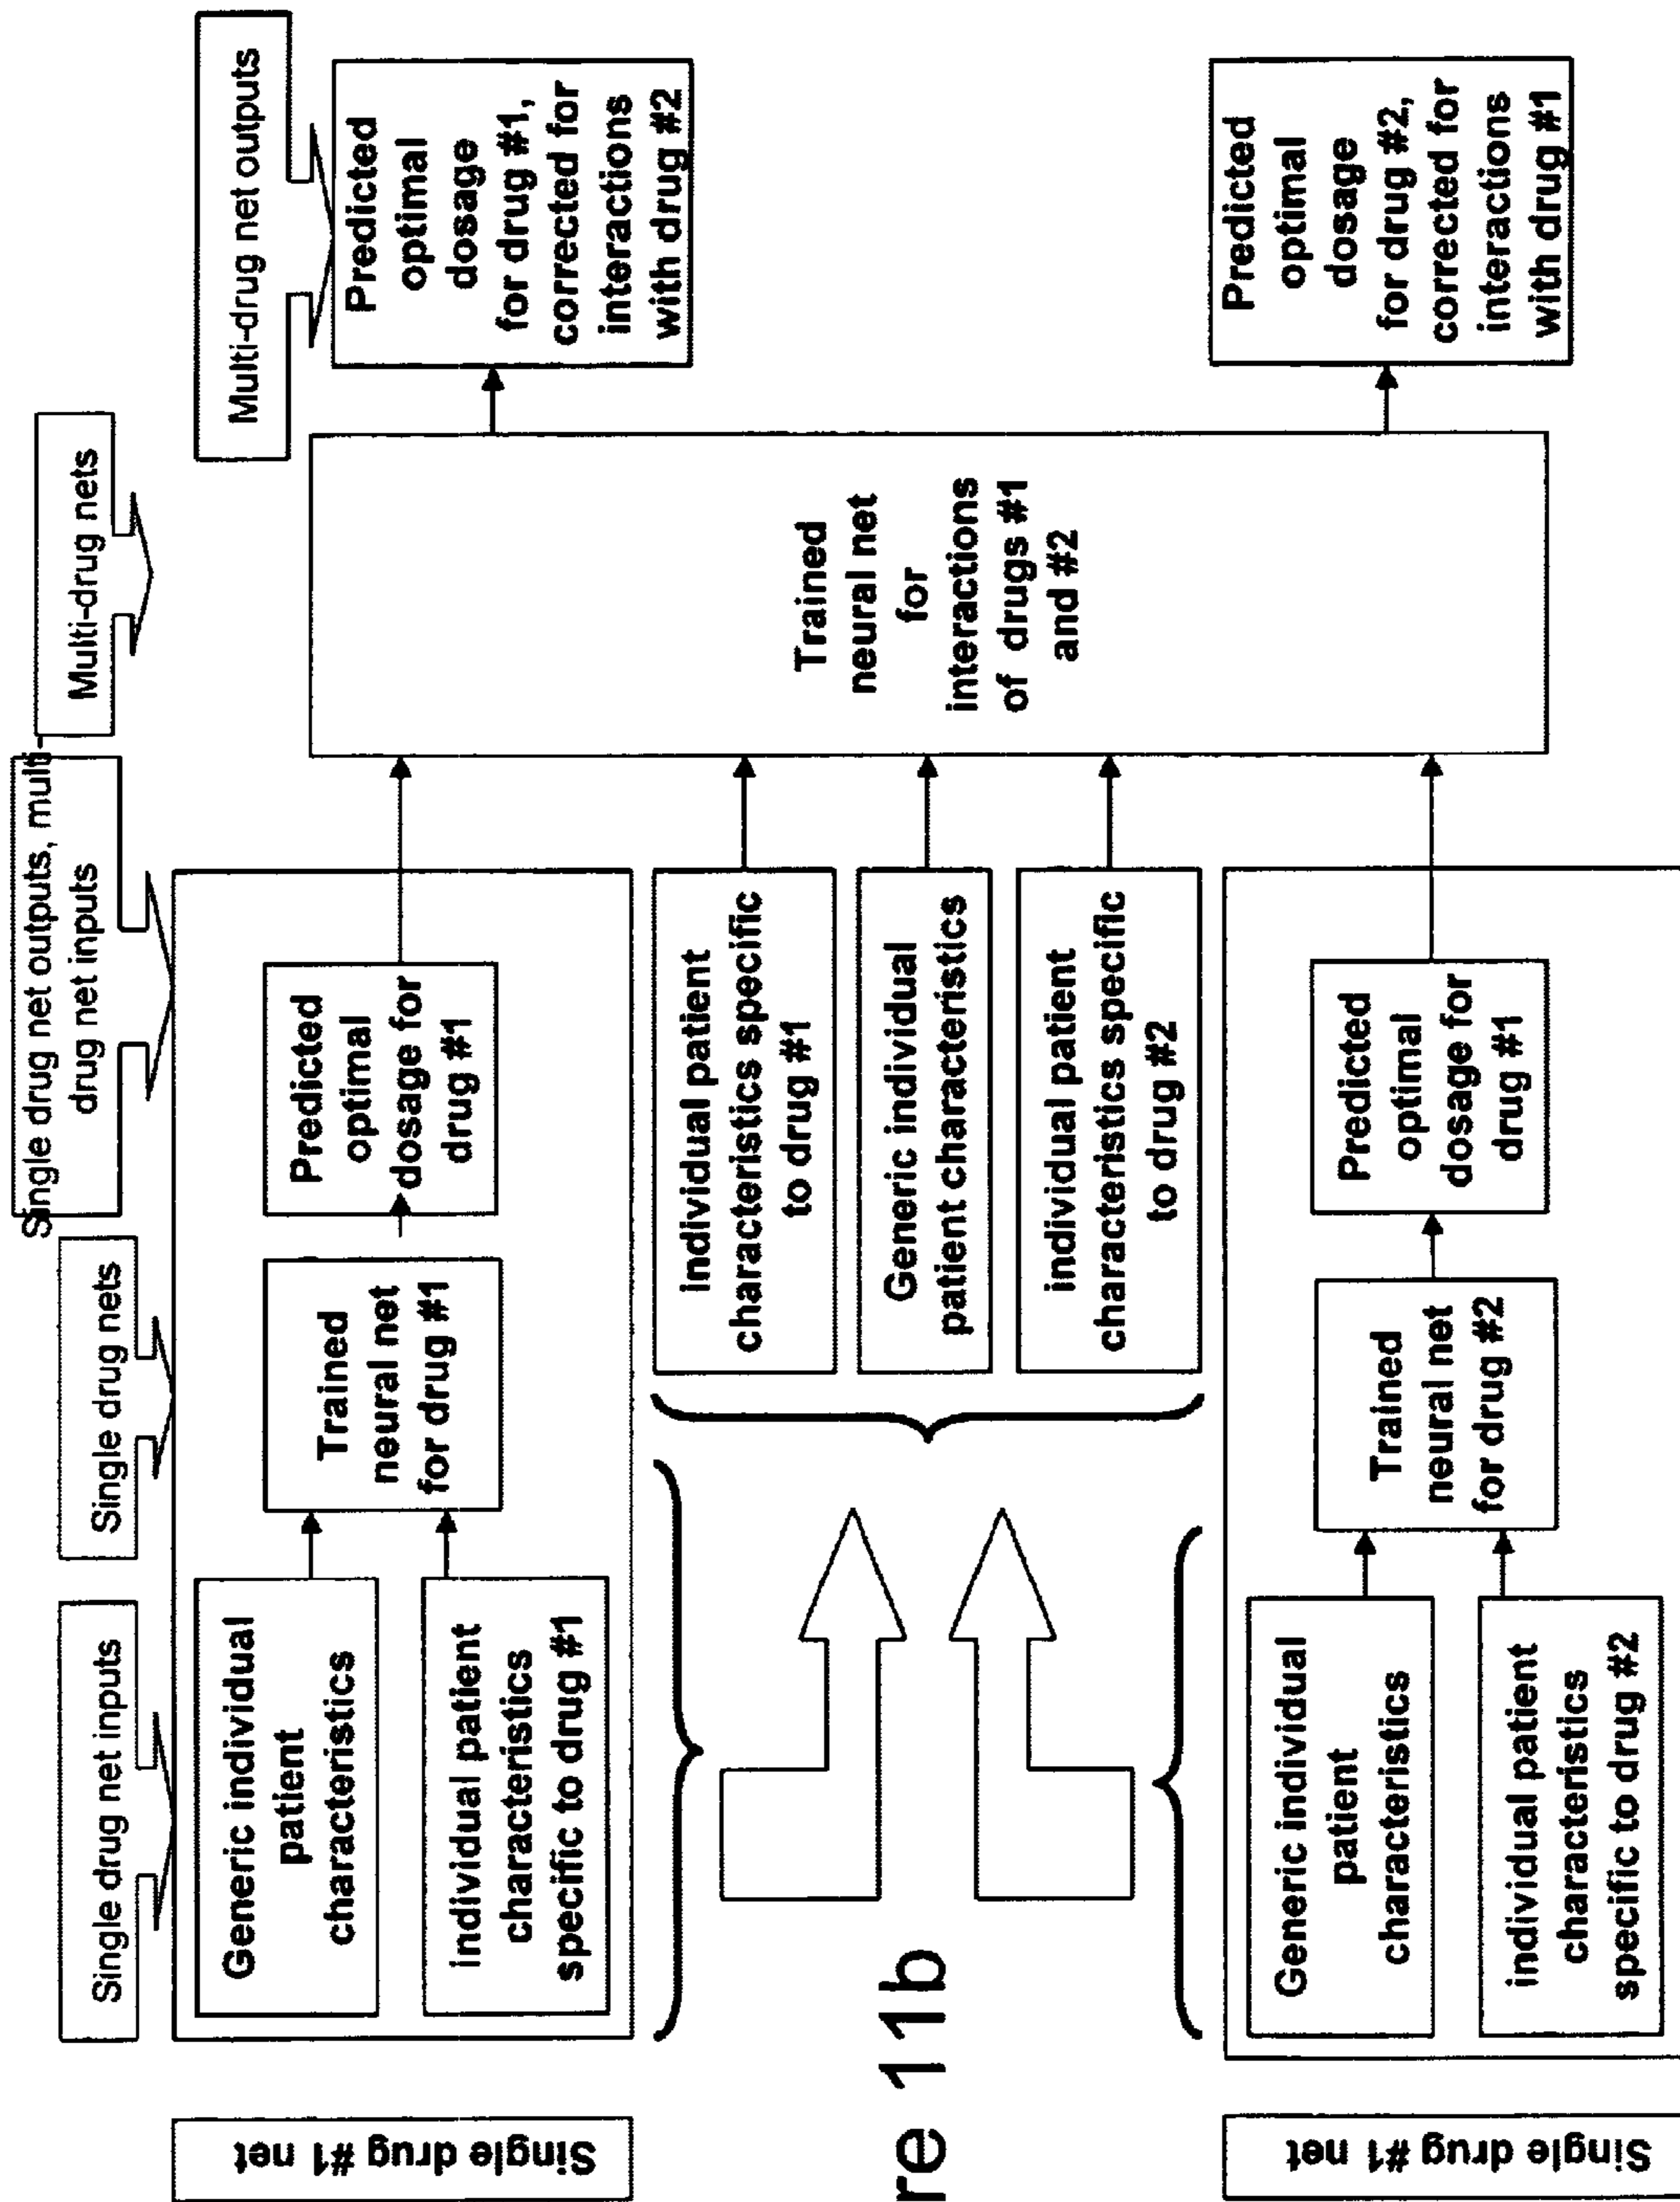 Single drug net inputs
Single drug nets
Single drug net outputs, multi-
drug net inputs
Multi-drug nets
Multi-drug net outputs
Single drug #1 net
Generic individual
patient
characteristics
individual patient
characteristics
specific to drug #1
Trained
neural net
for drug #1
Predicted
optimal
dosage for
drug #1
individual patient
characteristics specific
to drug #1
Generic individual
patient characteristics
individual patient
characteristics specific
to drug #2
Trained
neural net
for
interactions
of drugs #1
and #2
Predicted
optimal
dosage
for drug #1,
corrected for
interactions
with drug #2
re 11b
Single drug #1 net
Generic individual
patient
characteristics
individual patient
characteristics
specific to drug #2
Trained
neural net
for drug #2
Predicted
optimal
dosage for
drug #1
Predicted
optimal
dosage
for drug #2,
corrected for
interactions
with drug #1